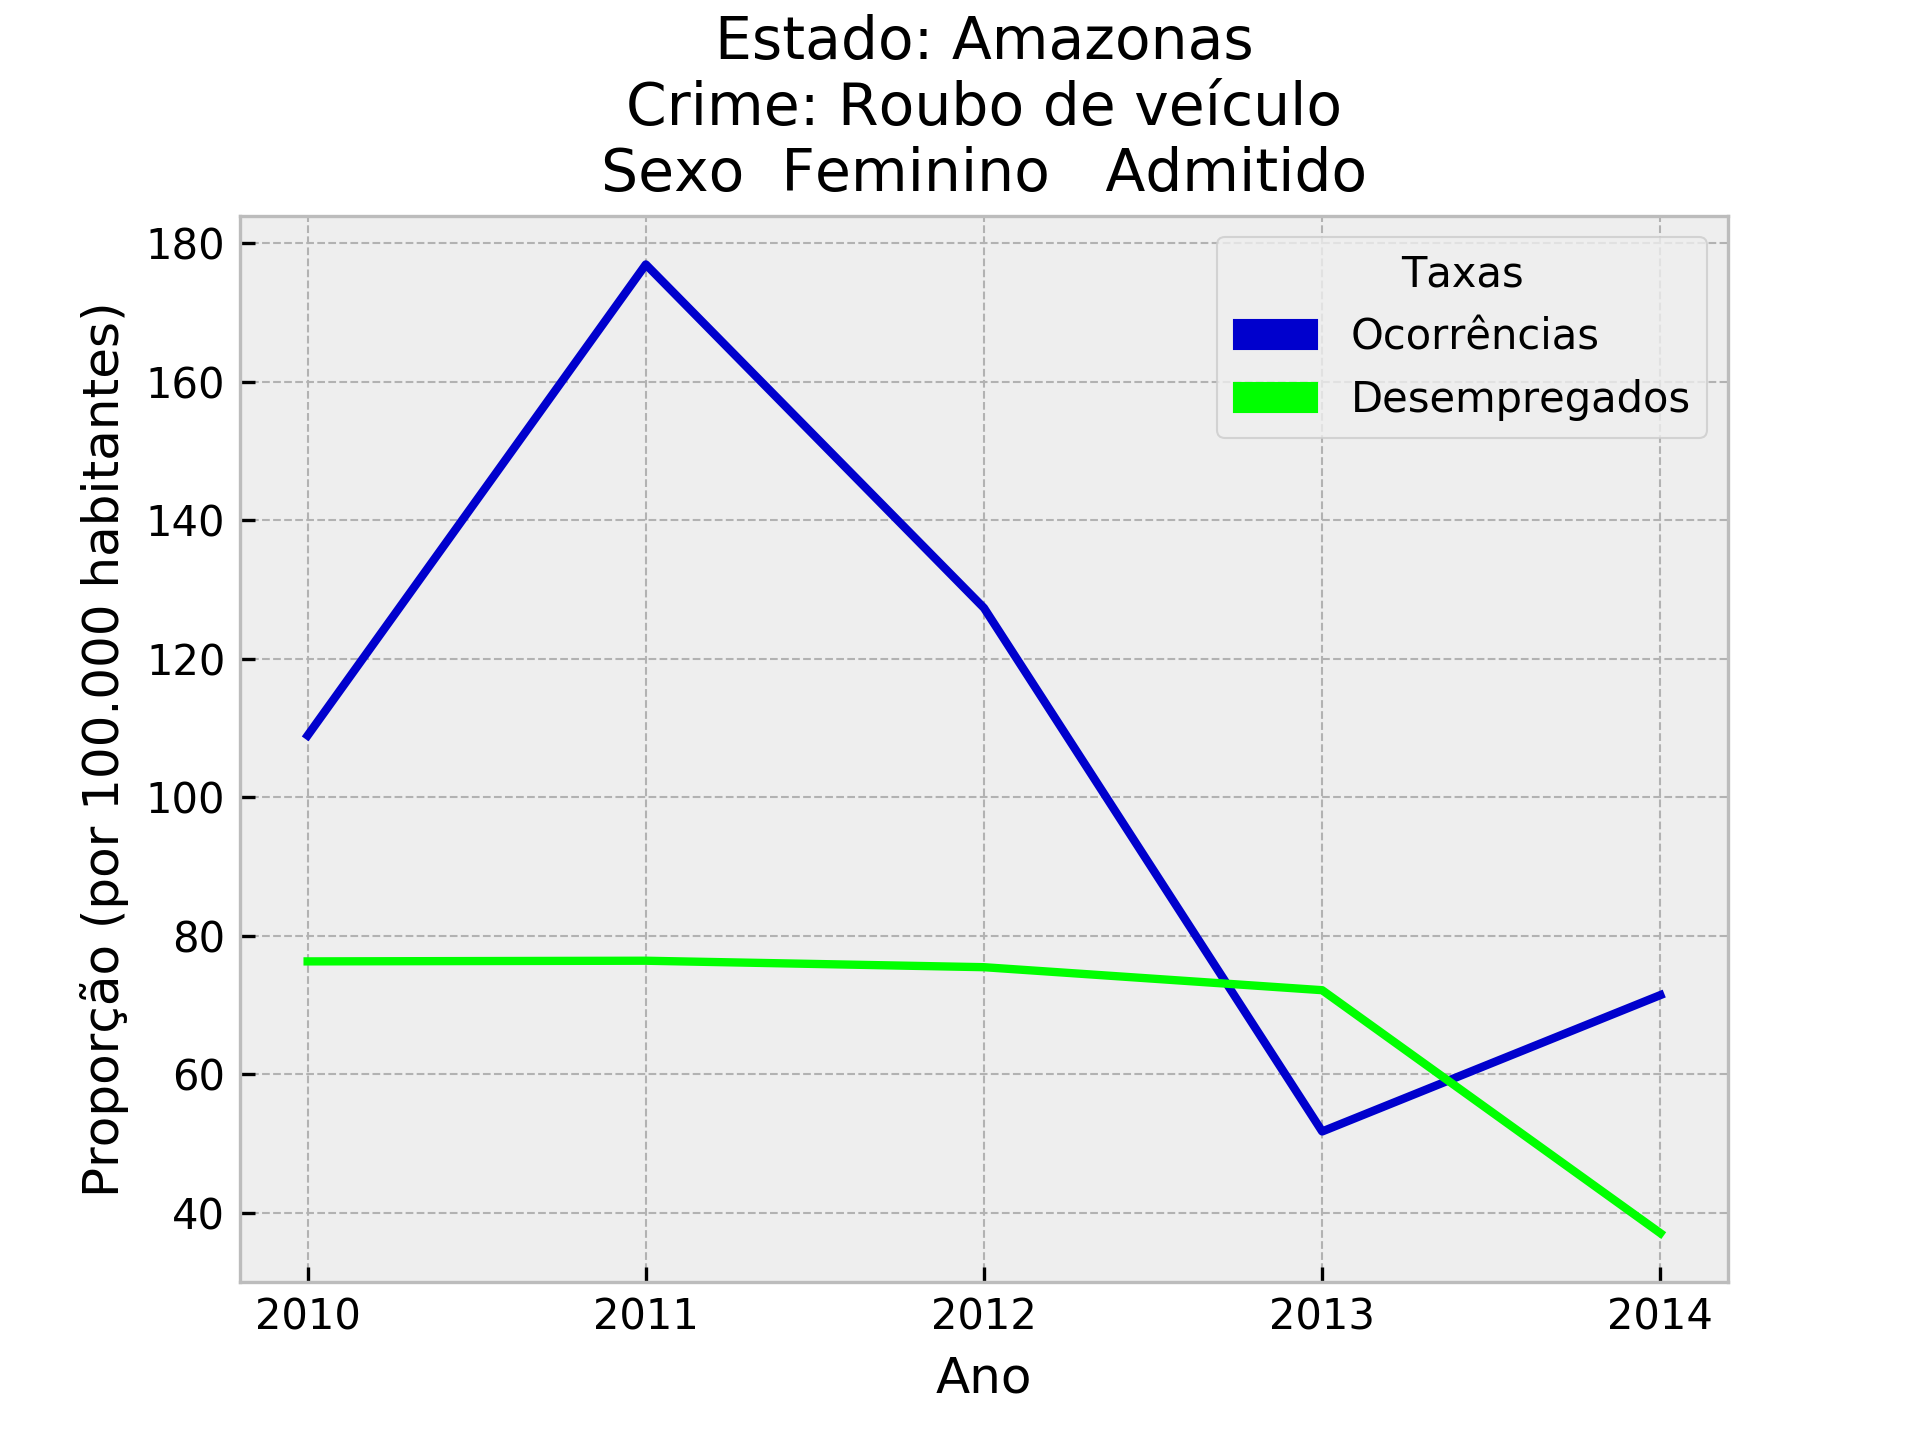 Estado: Amazonas
Crime: Roubo de veículo
Sexo  Feminino   Admitido
Proporção (por 100.000 habitantes)
180
160
140
120
100
80
60
40
Taxas
Ocorrências
Desempregados
2010 2011 2012 2013 2014
Ano